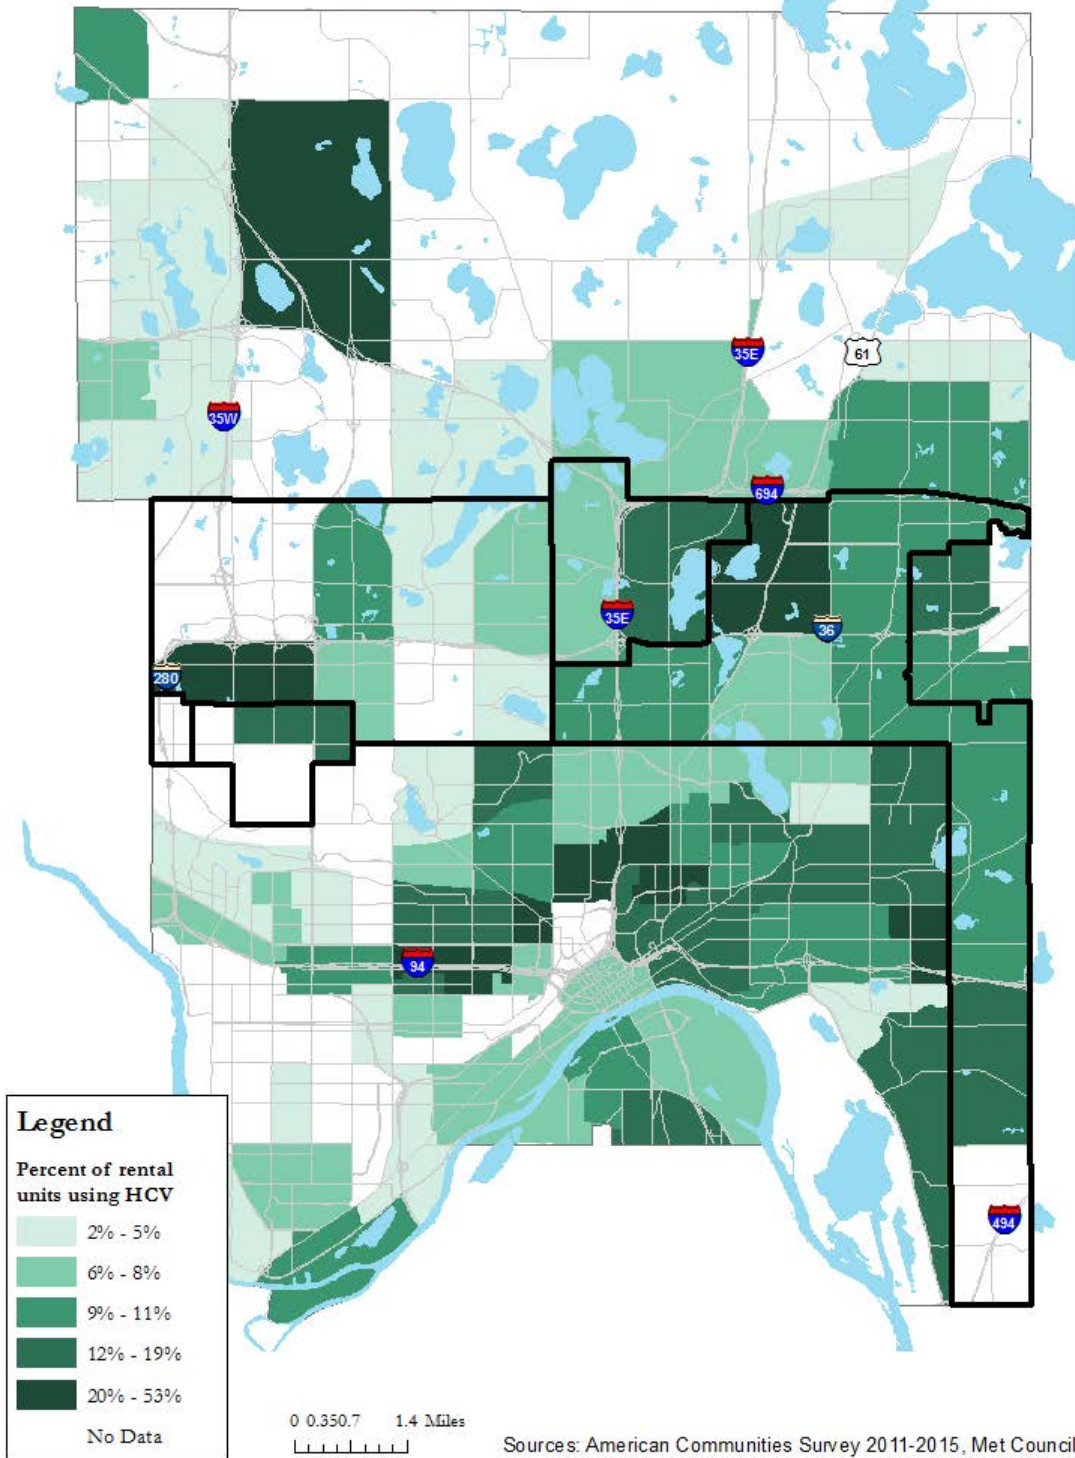 35E
61
35W
694
35E
36
280
94
494
Legend
Percent of rental
units using HCV
2% - 5%
6% - 8%
9% - 11%
12% - 19%
20% - 53%
No Data
0 0.350.7 1.4 Miles
Sources: American Communities Survey 2011-2015, Met Council